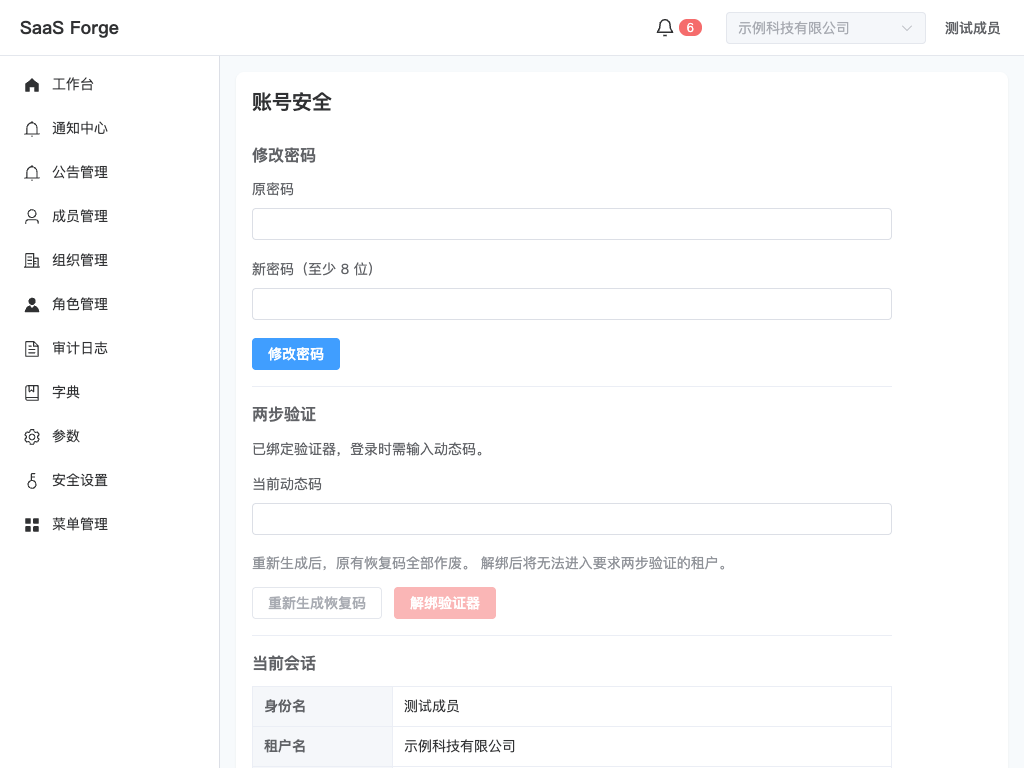 SaaS Forge
6
示例科技有限公司
测试成员
工作台
通知中心
公告管理
成员管理
组织管理
角色管理
审计日志
字典
参数
安全设置
菜单管理
账号安全
修改密码
原密码
新密码（至少 8 位）
修改密码
两步验证
已绑定验证器，登录时需输入动态码。
当前动态码
重新生成后，原有恢复码全部作废。 解绑后将无法进入要求两步验证的租户。
重新生成恢复码
解绑验证器
当前会话
身份名 测试成员
租户名 示例科技有限公司